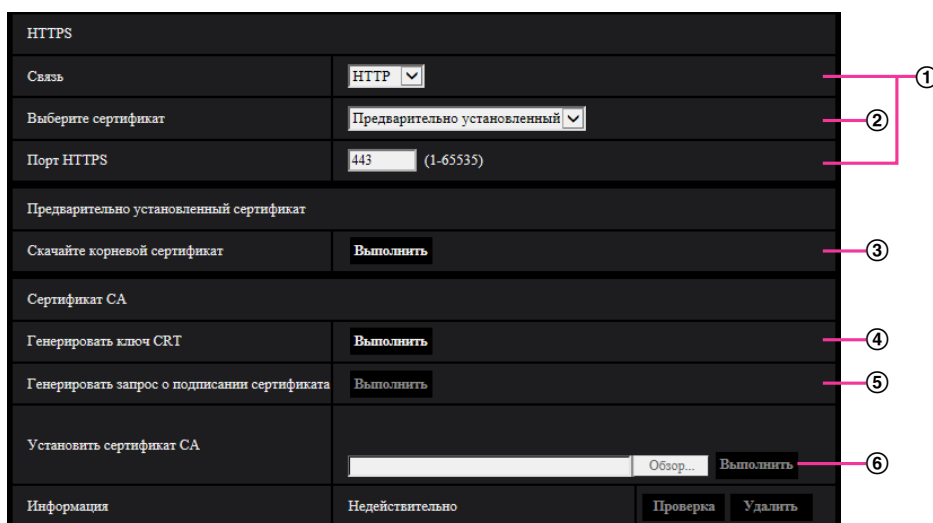 HTTPS
Связь HTTP ①
Выберите сертификат Предварительно установленный ②
Порт HTTPS 443 (1-65535)
Предварительно установленный сертификат
Скачайте корневой сертификат Выполнить ③
Сертификат CA
Генерировать ключ CRT Выполнить ④
Генерировать запрос о подписании сертификата Выполнить ⑤
Установить сертификат CA Обзор... Выполнить ⑥
Информация Недействительно Проверка Удалить